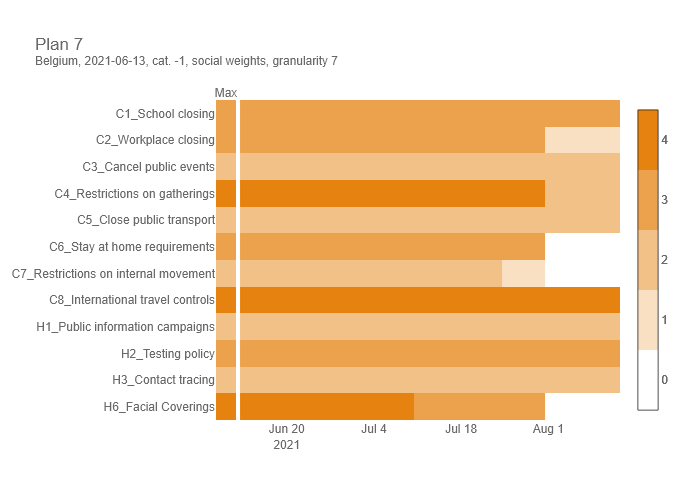 Plan 7
Belgium, 2021-06-13, cat. -1, social weights, granularity 7
Max
C1_School closing
C2_Workplace closing
C3_Cancel public events
C4_Restrictions on gatherings
C5_Close public transport
C6_Stay at home requirements
C7_Restrictions on internal movement
C8_International travel controls
H1_Public information campaigns
H2_Testing policy
H3_Contact tracing
H6_Facial Coverings
Jun 20
2021
Jul 4
Jul 18
Aug 1
4
3
2
1
0